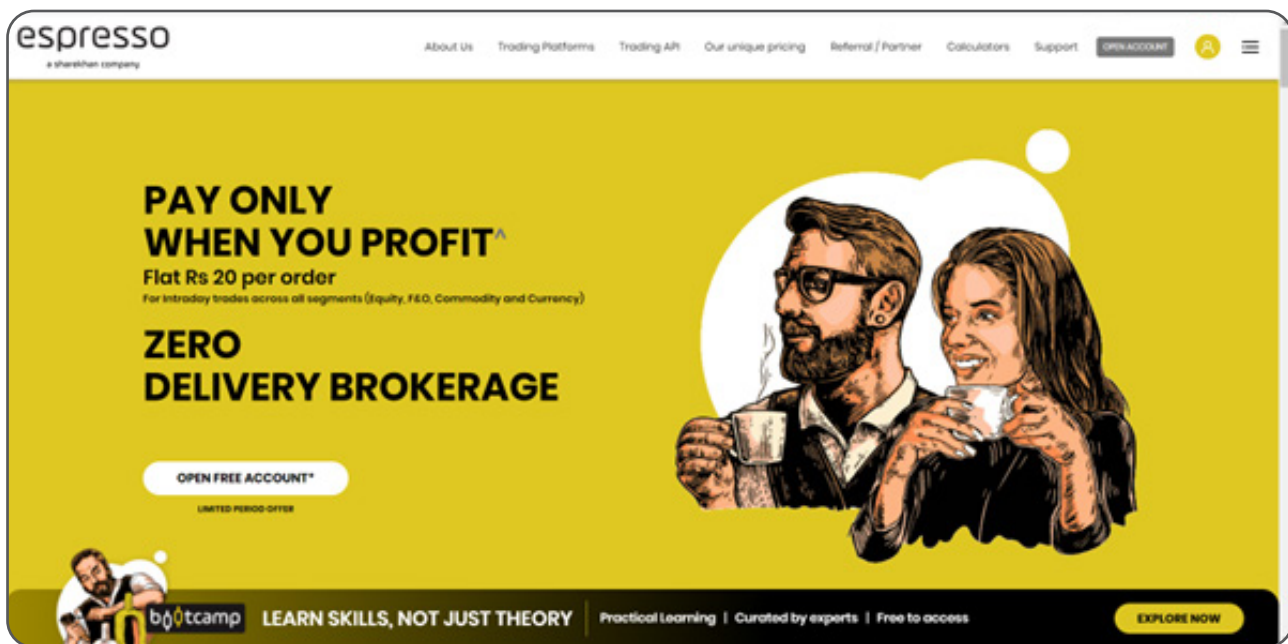 espresso
a sharekhan company
About Us Trading Platforms Trading API Our unique pricing Referral / Partner Calculators Support OPEN ACCOUNT
PAY ONLY
WHEN YOU PROFIT^
Flat Rs 20 per order
For Intraday trades across all segments (Equity, F&O, Commodity and Currency)
ZERO
DELIVERY BROKERAGE
OPEN FREE ACCOUNT*
LIMITED PERIOD OFFER
bootcamp LEARN SKILLS, NOT JUST THEORY Practical Learning | Curated by experts | Free to access EXPLORE NOW